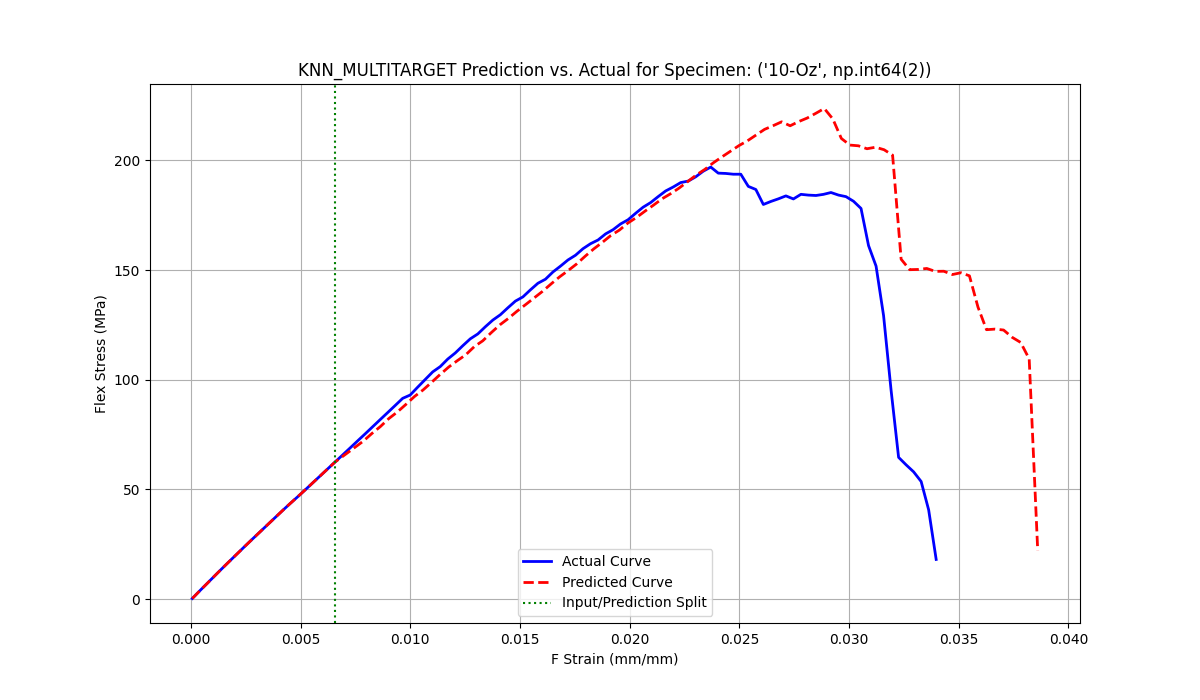 KNN_MULTITARGET Prediction vs. Actual for Specimen: ('10-Oz', np.int64(2))
Flex Stress (MPa)
200
150
100
50
0
Actual Curve
Predicted Curve
Input/Prediction Split
0.000 0.005 0.010 0.015 0.020 0.025 0.030 0.035 0.040
F Strain (mm/mm)